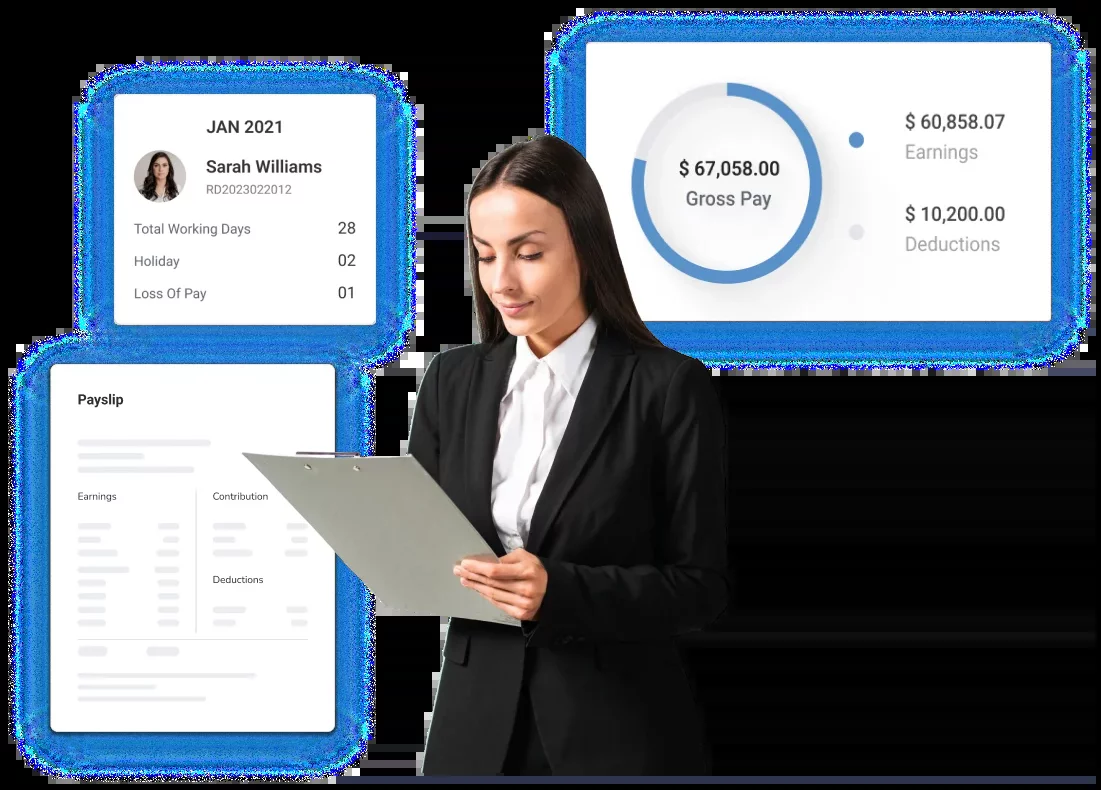 JAN 2021
Sarah Williams
RD2023022012
Total Working Days 28
Holiday 02
Loss Of Pay 01
$ 67,058.00
Gross Pay
$ 60,858.07
Earnings
$ 10,200.00
Deductions
Payslip
Earnings Contribution
Deductions